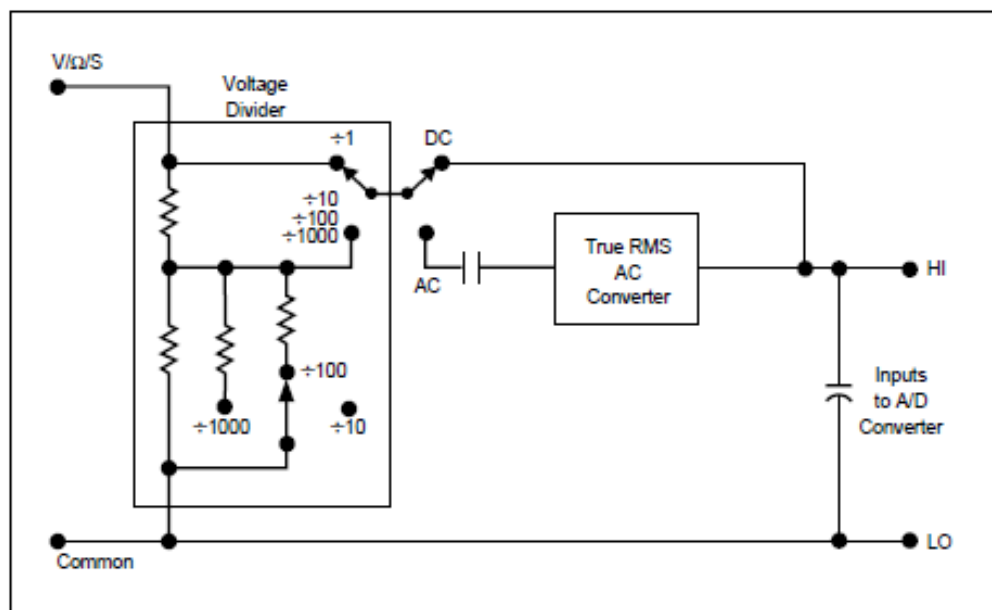 V/Ω/S
Voltage
Divider
÷1
DC
÷10
÷100
÷1000
True RMS
AC
Converter
AC
HI
÷100
÷1000
÷10
Inputs
to A/D
Converter
Common
LO